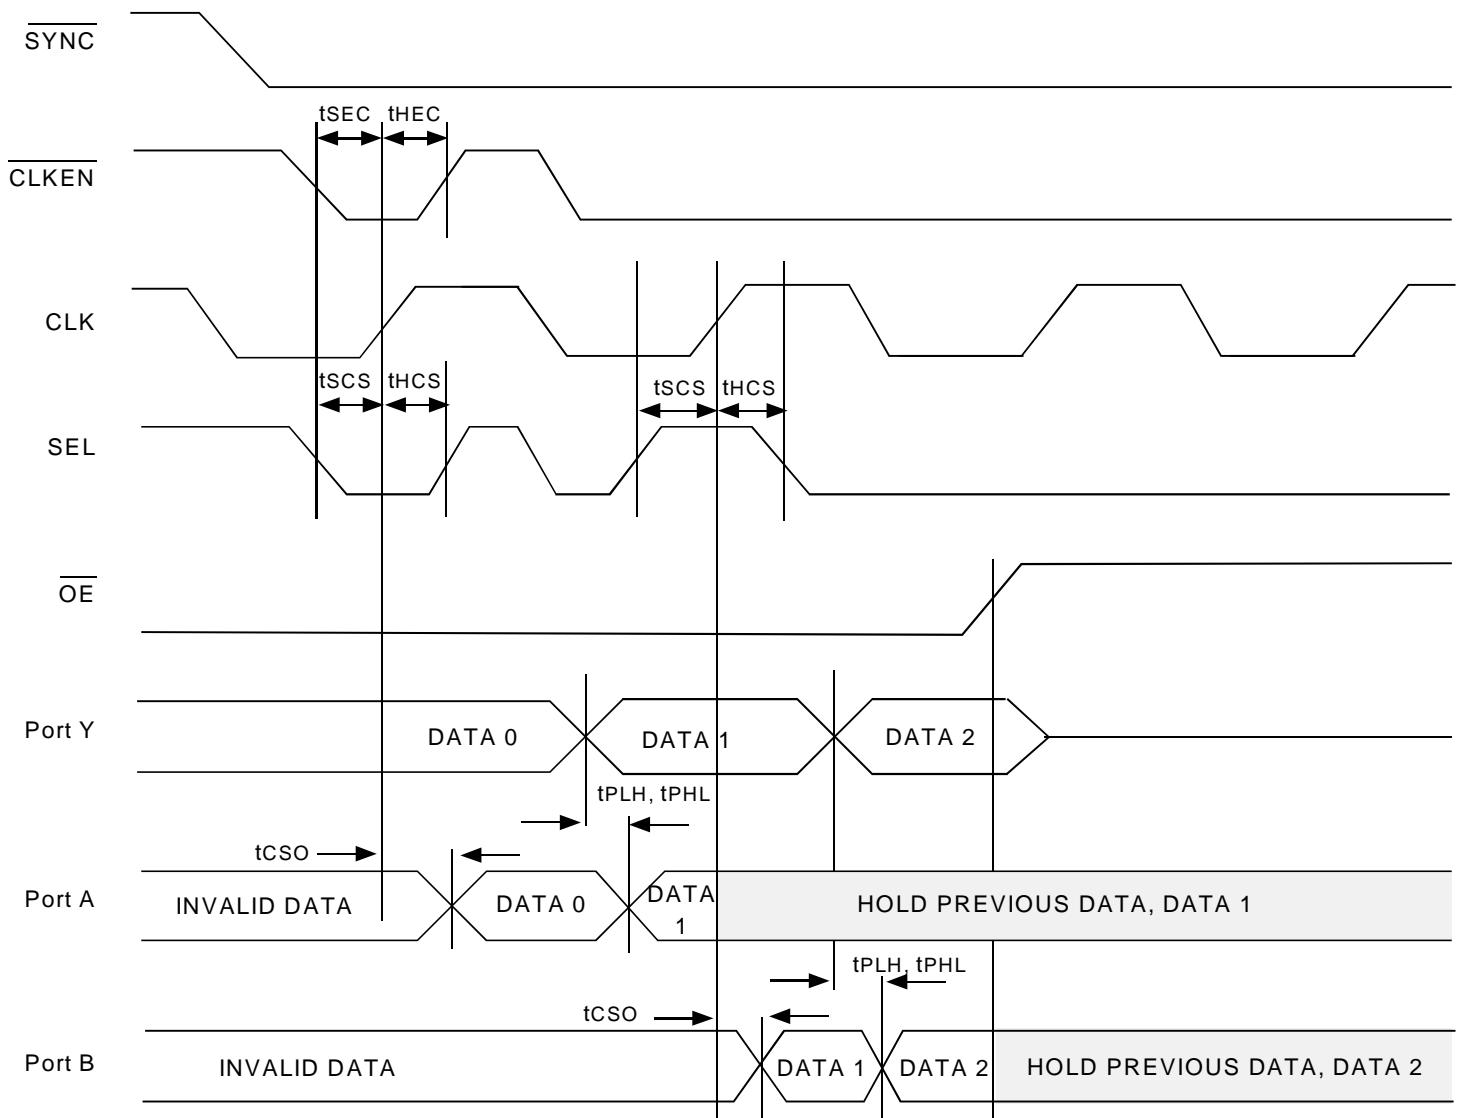 SYNC
tSEC tHEC
CLKEN
CLK
tSCS tHCS
tSCS tHCS
SEL
OE
Port Y
DATA 0
DATA 1
DATA 2
tPLH, tPHL
tCSO
Port A
INVALID DATA
DATA 0
DATA
1
HOLD PREVIOUS DATA, DATA 1
tPLH, tPHL
tCSO
Port B
INVALID DATA
DATA 1
DATA 2
HOLD PREVIOUS DATA, DATA 2